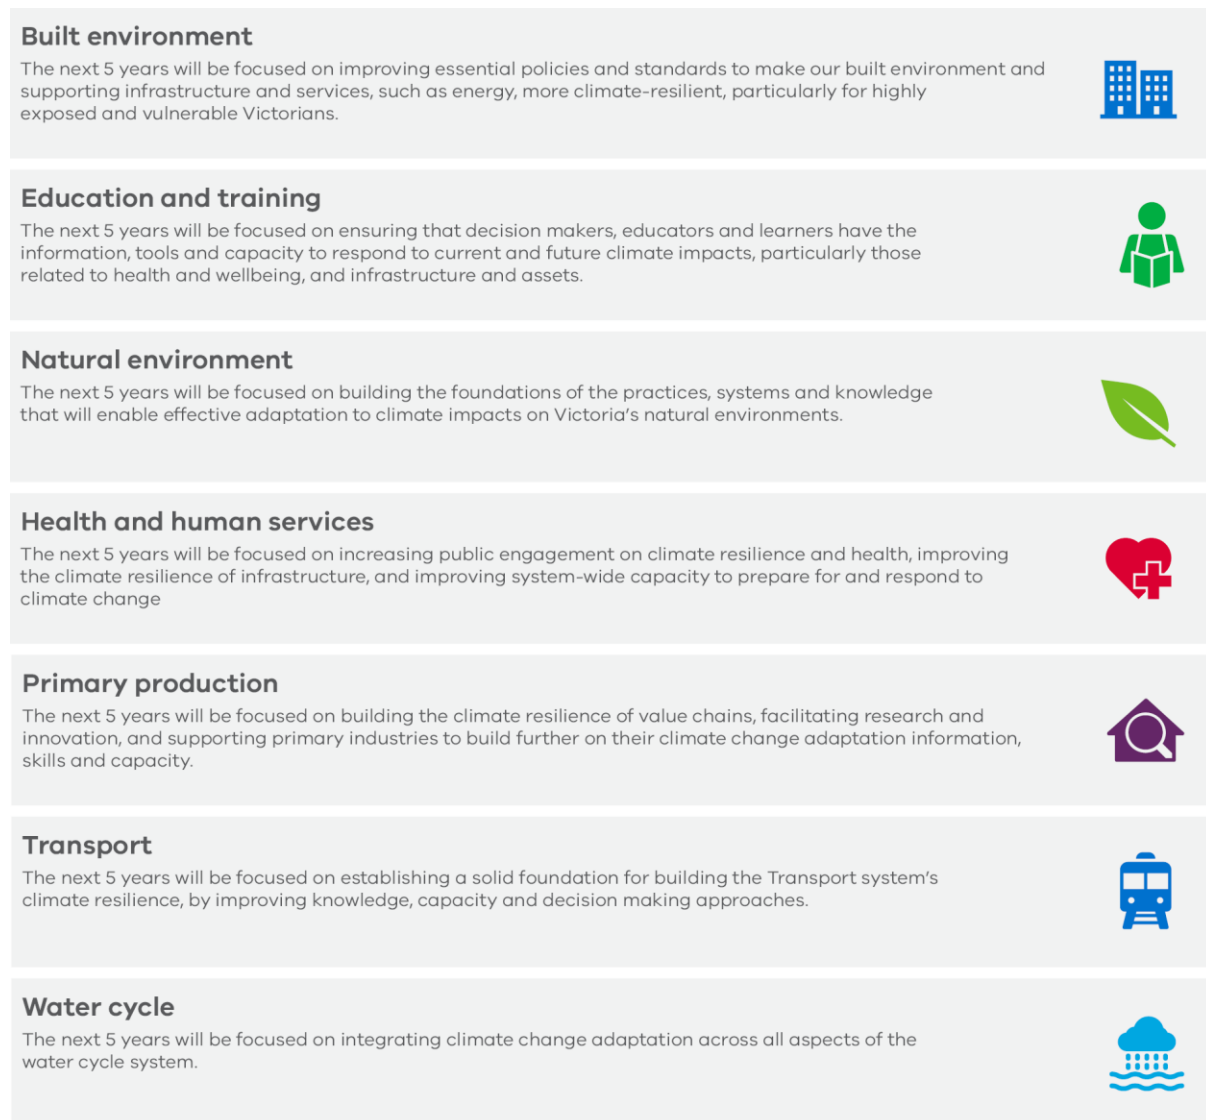 Built environment
The next 5 years will be focused on improving essential policies and standards to make our built environment and
supporting infrastructure and services, such as energy, more climate-resilient, particularly for highly
exposed and vulnerable Victorians.
Education and training
The next 5 years will be focused on ensuring that decision makers, educators and learners have the
information, tools and capacity to respond to current and future climate impacts, particularly those
related to health and wellbeing, and infrastructure and assets.
Natural environment
The next 5 years will be focused on building the foundations of the practices, systems and knowledge
that will enable effective adaptation to climate impacts on Victoria’s natural environments.
Health and human services
The next 5 years will be focused on increasing public engagement on climate resilience and health, improving
the climate resilience of infrastructure, and improving system-wide capacity to prepare for and respond to
climate change
Primary production
The next 5 years will be focused on building the climate resilience of value chains, facilitating research and
innovation, and supporting primary industries to build further on their climate change adaptation information,
skills and capacity.
Transport
The next 5 years will be focused on establishing a solid foundation for building the Transport system’s
climate resilience, by improving knowledge, capacity and decision making approaches.
Water cycle
The next 5 years will be focused on integrating climate change adaptation across all aspects of the
water cycle system.